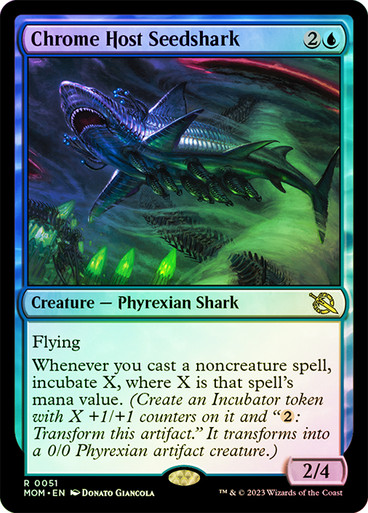 Chrome Host Seedshark 2
Creature — Phyrexian Shark
Flying
Whenever you cast a noncreature spell,
incubate X, where X is that spell's
mana value. (Create an Incubator token
with X +1/+1 counters on it and “2:
Transform this artifact.” It transforms into
a 0/0 Phyrexian artifact creature.)
2/4
R 0051
MOM • EN Donato Giancola
™ & © 2023 Wizards of the Coast